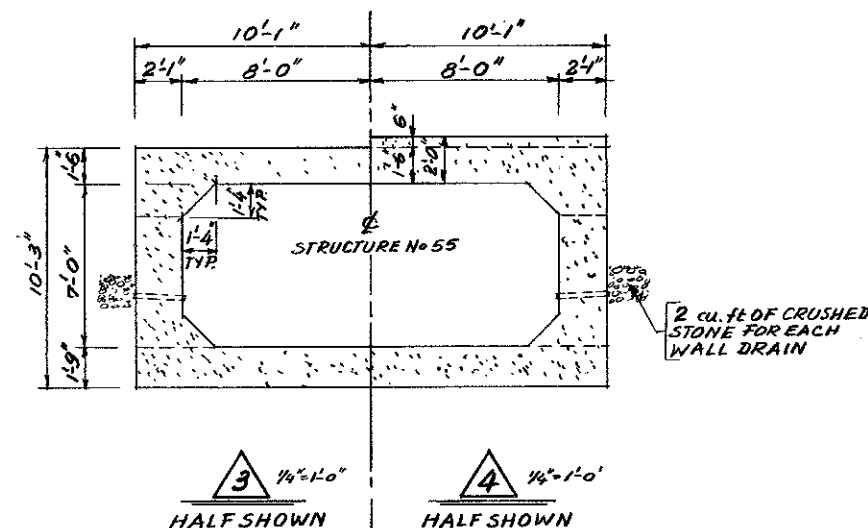 10'-1" 10'-1"
2'-1" 8'-0" 8'-0" 2'-1"
6"
1'-6" 1'-6" 2'-0"
1'-4" TYP.
1'-4"
TYP.
℄
STRUCTURE No 55
10'-3"
7'-0"
1'-9"
2 cu.ft OF CRUSHED
STONE FOR EACH
WALL DRAIN
3 1/4"=1'-0" 4 1/4"=1'-0'
HALF SHOWN HALF SHOWN